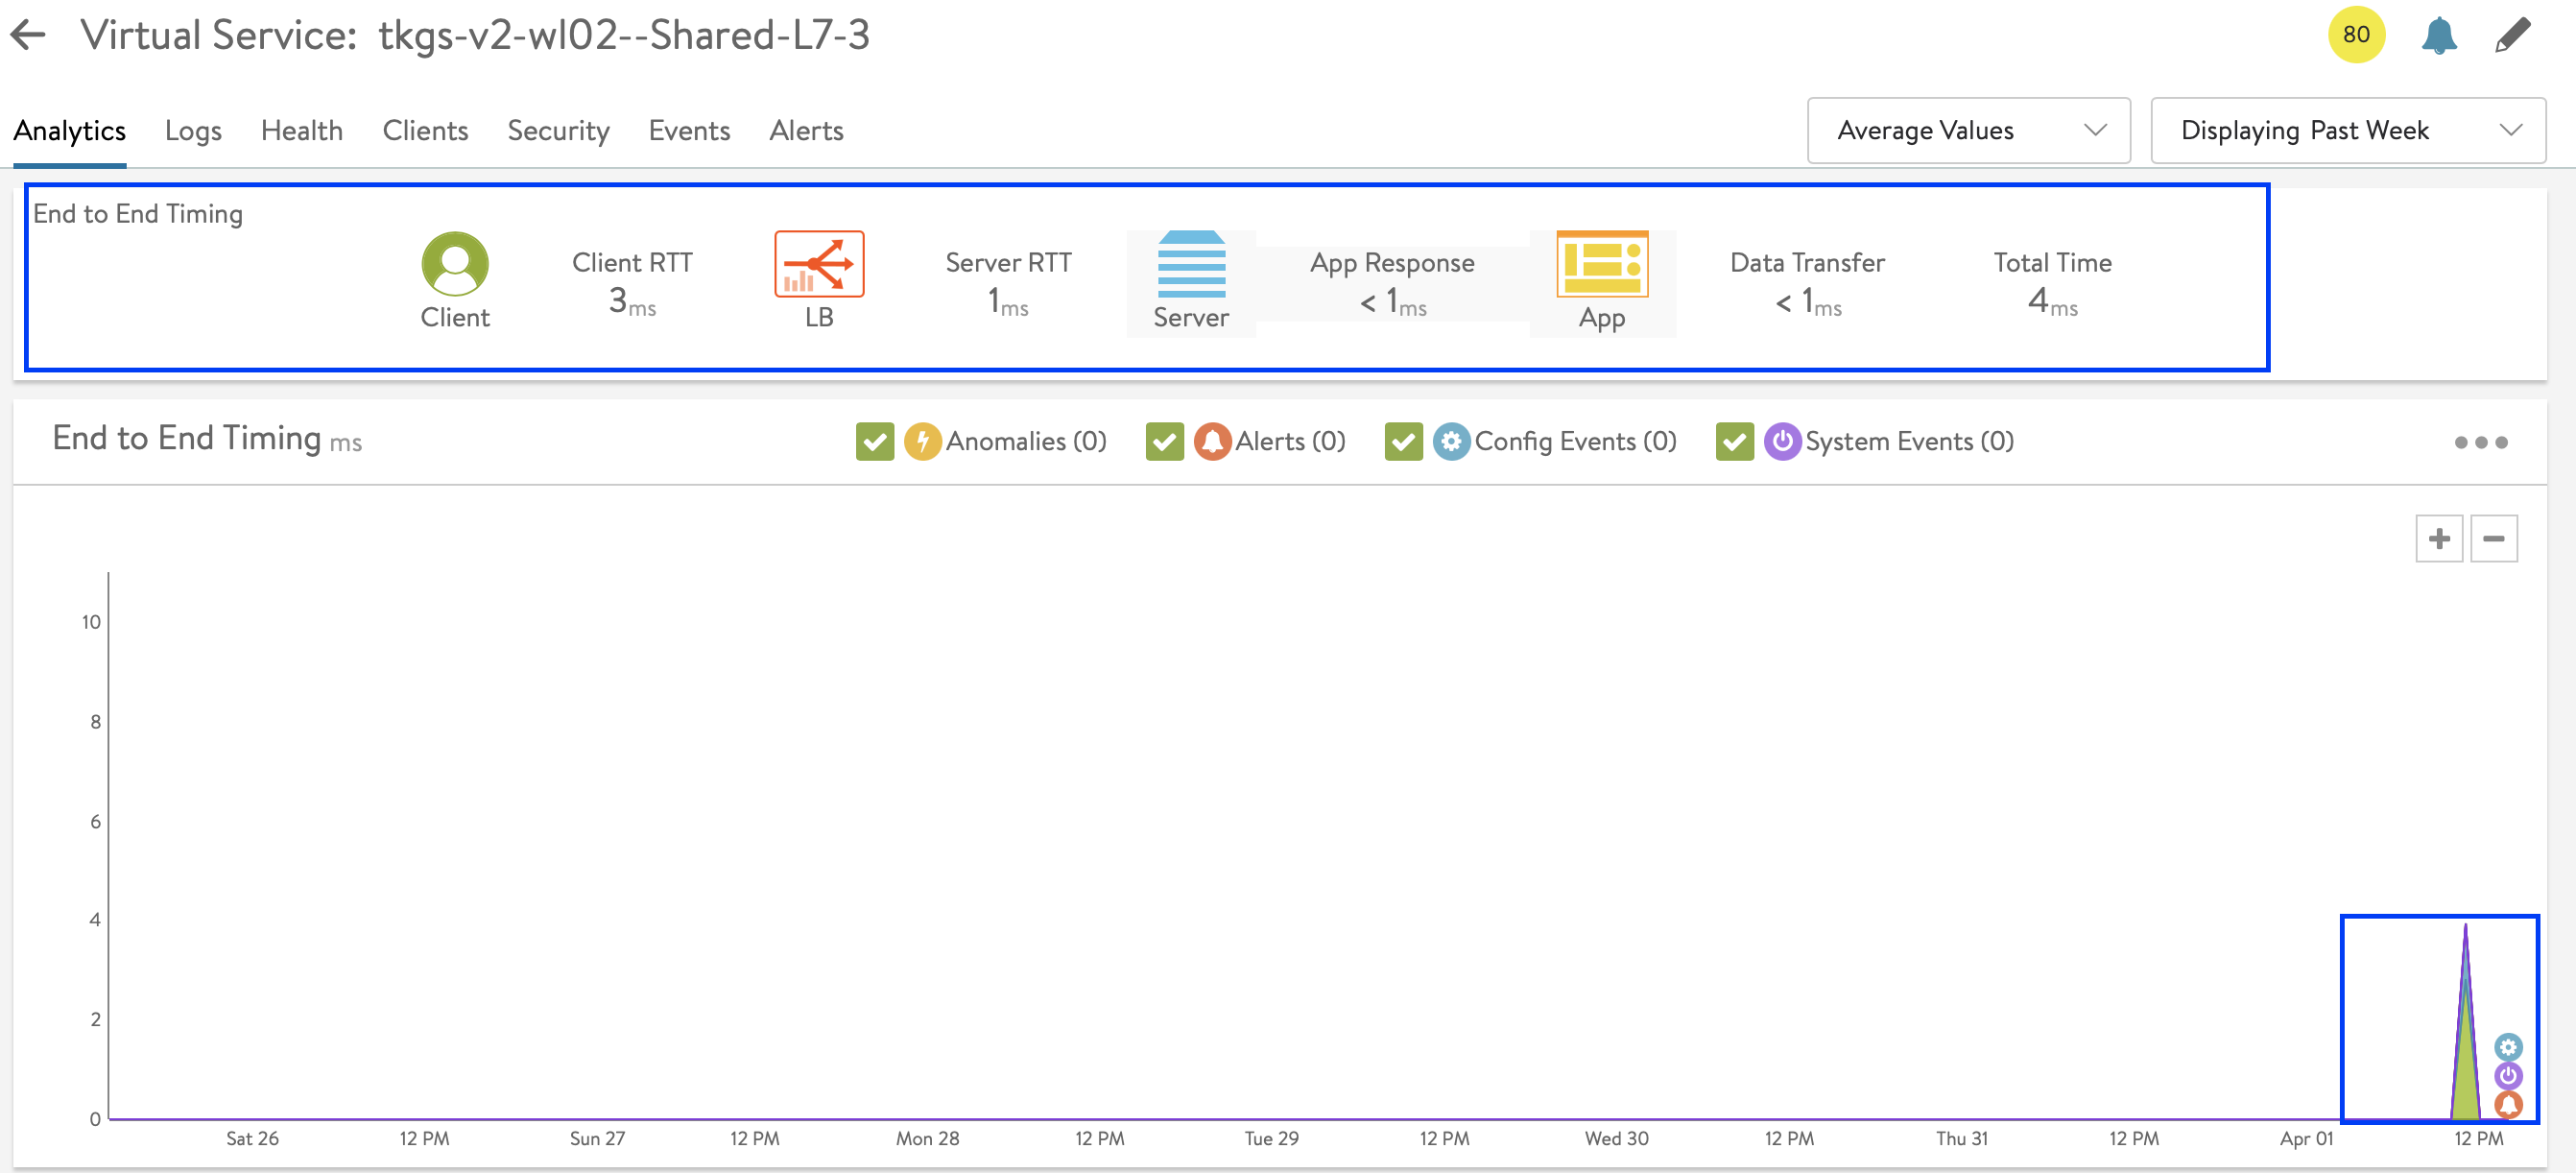 Virtual Service: tkgs-v2-wl02--Shared-L7-3
80
Analytics Logs Health Clients Security Events Alerts
Average Values
Displaying Past Week
End to End Timing
Client RTT Server RTT App Response Data Transfer Total Time
3ms 1ms < 1ms < 1ms 4ms
Client LB Server App
End to End Timing ms
Anomalies (0) Alerts (0) Config Events (0) System Events (0)
10
8
6
4
2
0
Sat 26 12 PM Sun 27 12 PM Mon 28 12 PM Tue 29 12 PM Wed 30 12 PM Thu 31 12 PM Apr 01 12 PM